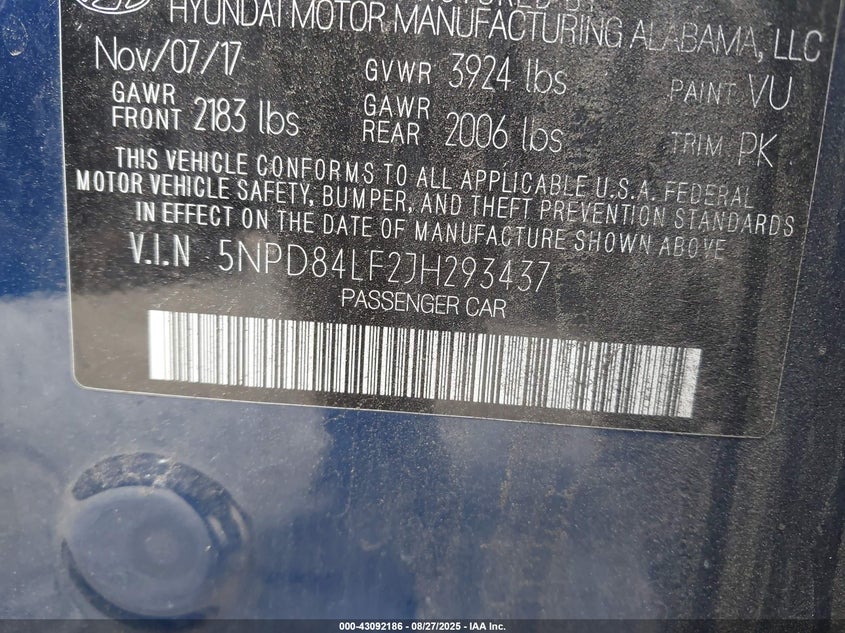 HYUNDAI MOTOR MANUFACTURING ALABAMA, LLC
Nov/07/17 GVWR 3924 lbs PAINT VU
GAWR FRONT 2183 lbs GAWR REAR 2006 lbs TRIM PK
THIS VEHICLE CONFORMS TO ALL APPLICABLE U.S.A. FEDERAL
MOTOR VEHICLE SAFETY, BUMPER, AND THEFT PREVENTION STANDARDS
IN EFFECT ON THE DATE OF MANUFACTURE SHOWN ABOVE
V.I.N 5NPD84LF2JH293437
PASSENGER CAR
000-43092186 - 08/27/2025 - IAA Inc.